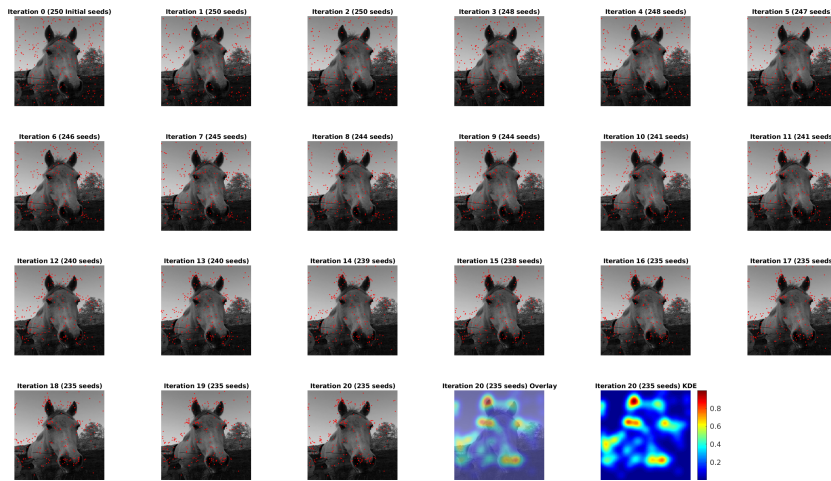 Iteration 0 (250 Initial seeds) Iteration 1 (250 seeds) Iteration 2 (250 seeds) Iteration 3 (248 seeds) Iteration 4 (248 seeds) Iteration 5 (247 seeds
Iteration 6 (246 seeds) Iteration 7 (245 seeds) Iteration 8 (244 seeds) Iteration 9 (244 seeds) Iteration 10 (241 seeds) Iteration 11 (241 seeds
Iteration 12 (240 seeds) Iteration 13 (240 seeds) Iteration 14 (239 seeds) Iteration 15 (238 seeds) Iteration 16 (235 seeds) Iteration 17 (235 seeds
Iteration 18 (235 seeds) Iteration 19 (235 seeds) Iteration 20 (235 seeds) Iteration 20 (235 seeds) Overlay Iteration 20 (235 seeds) KDE
0.8
0.6
0.4
0.2